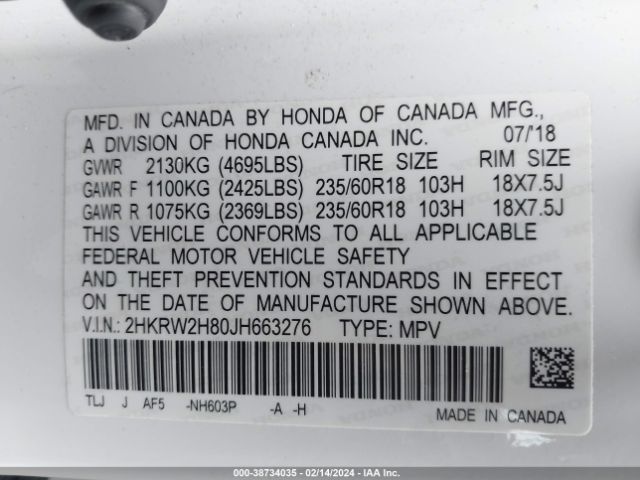 MFD. IN CANADA BY HONDA OF CANADA MFG.,
A DIVISION OF HONDA CANADA INC. 07/'18
GVWR 2130KG (4695LBS) TIRE SIZE RIM SIZE
GAWR F 1100KG (2425LBS) 235/60R18 103H 18X7.5J
GAWR R 1075KG (2369LBS) 235/60R18 103H 18X7.5J
THIS VEHICLE CONFORMS TO ALL APPLICABLE
FEDERAL MOTOR VEHICLE SAFETY
AND THEFT PREVENTION STANDARDS IN EFFECT
ON THE DATE OF MANUFACTURE SHOWN ABOVE.
V.I.N.: 2HKRW2H80JH663276 TYPE: MPV
TLJ J AF5 -NH603P -A -H
MADE IN CANADA
000-38734035 - 02/14/2024 - IAA Inc.